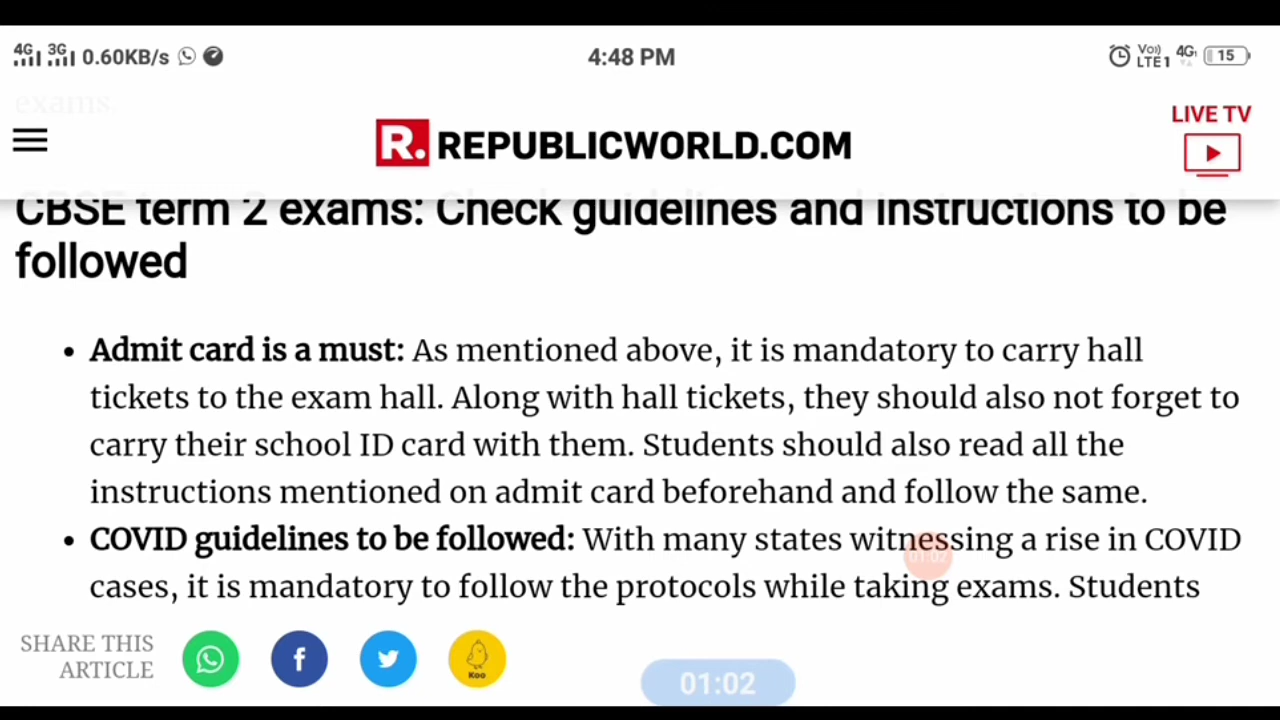 4G 3G 0.60KB/s 4:48 PM Vo)) LTE1 4G 15
exams.
LIVE TV
R. REPUBLICWORLD.COM
CBSE term 2 exams: Check guidelines and instructions to be
followed
• Admit card is a must: As mentioned above, it is mandatory to carry hall
tickets to the exam hall. Along with hall tickets, they should also not forget to
carry their school ID card with them. Students should also read all the
instructions mentioned on admit card beforehand and follow the same.
• COVID guidelines to be followed: With many states witnessing a rise in COVID
01:02
cases, it is mandatory to follow the protocols while taking exams. Students
SHARE THIS
ARTICLE
f
Koo
01:02